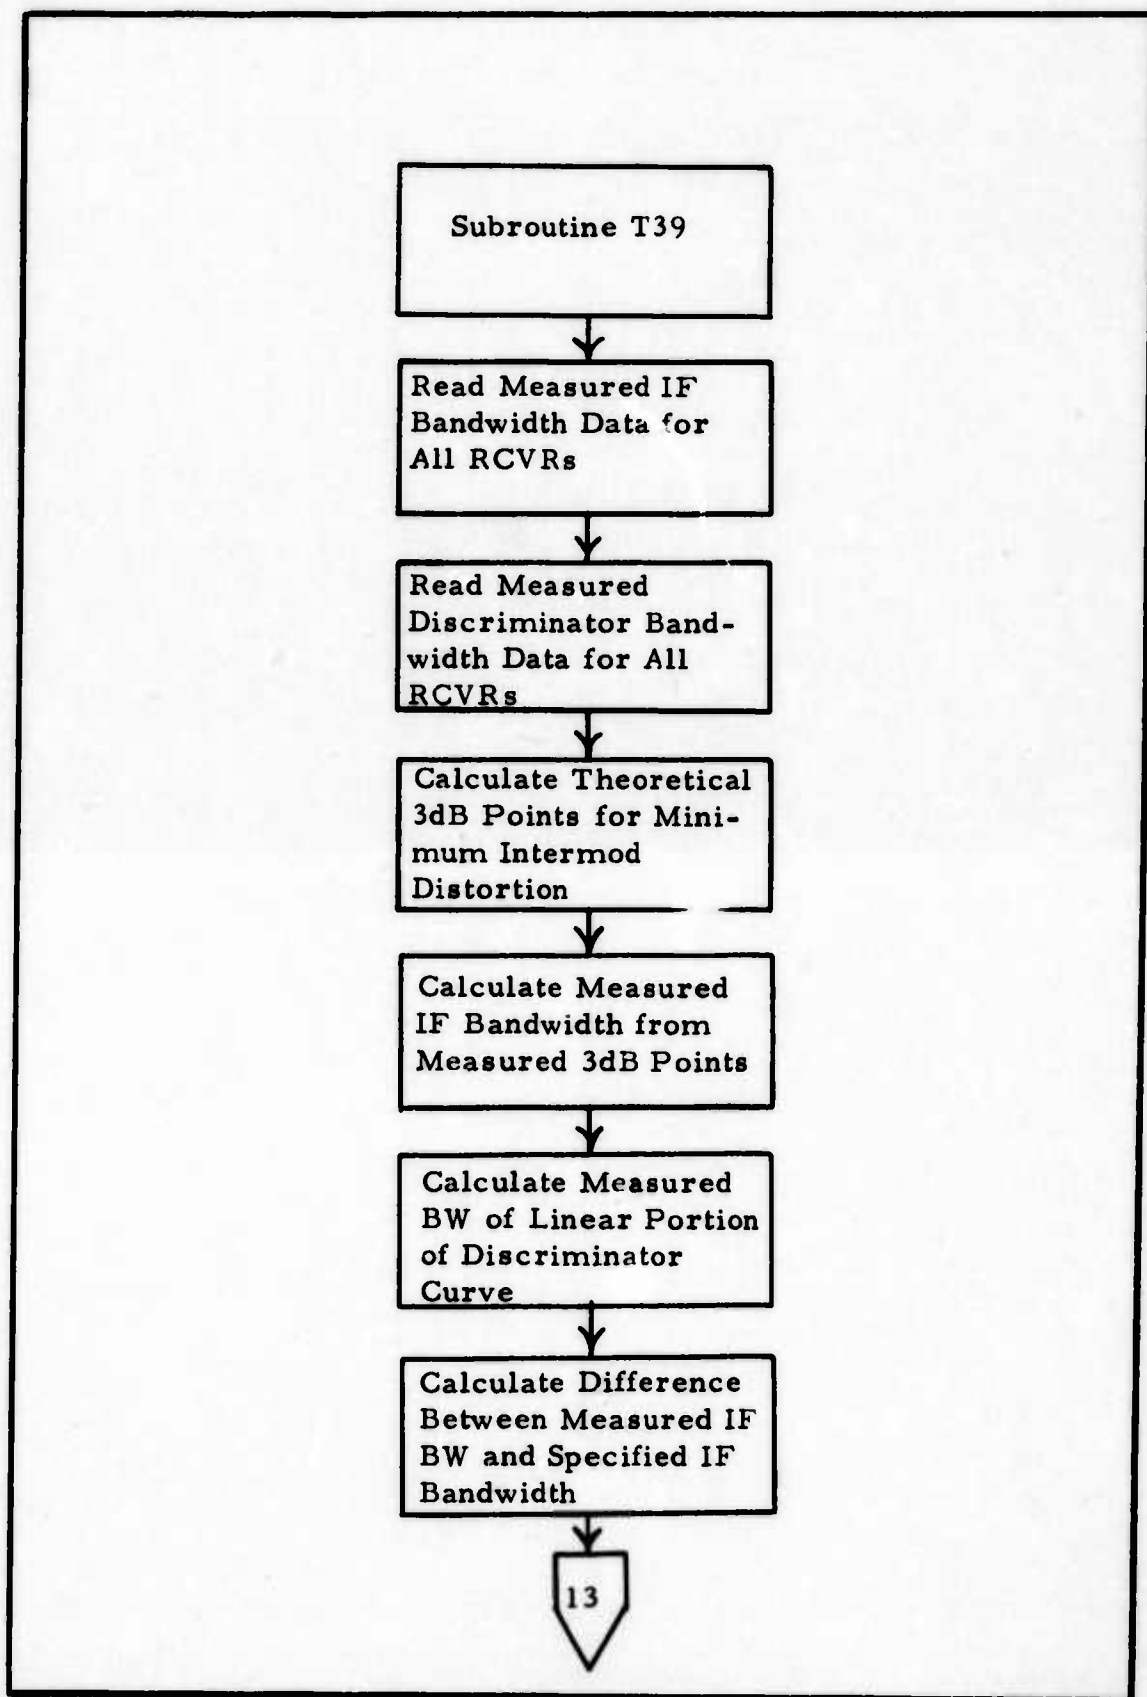 Subroutine T39
Read Measured IF
Bandwidth Data for
All RCVRs
Read Measured
Discriminator Band-
width Data for All
RCVRs
Calculate Theoretical
3dB Points for Mini-
mum Intermod
Distortion
Calculate Measured
IF Bandwidth from
Measured 3dB Points
Calculate Measured
BW of Linear Portion
of Discriminator
Curve
Calculate Difference
Between Measured IF
BW and Specified IF
Bandwidth
13